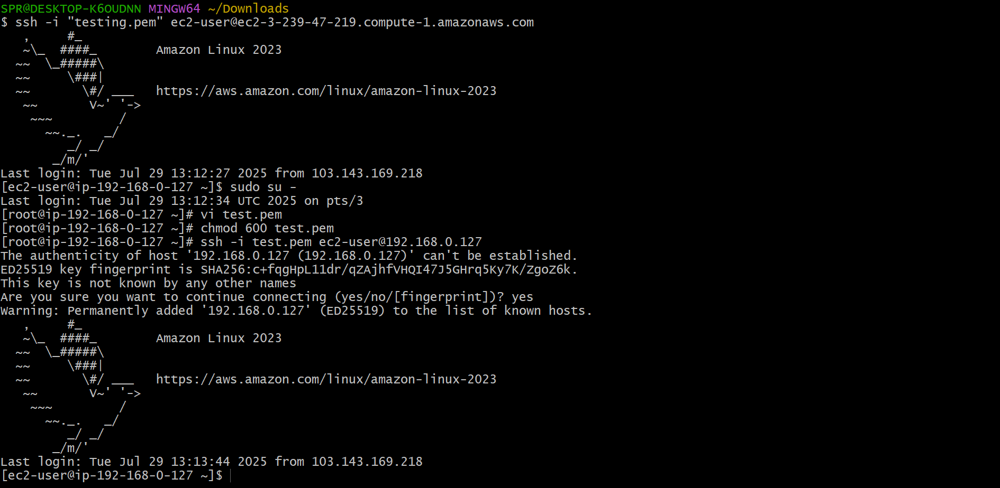 SPR@DESKTOP-K6OUDNN MINGW64 ~/Downloads
$ ssh -i "testing.pem" ec2-user@ec2-3-239-47-219.compute-1.amazonaws.com
   ,     #_
   ~\_  ####_        Amazon Linux 2023
  ~~  \_#####\
  ~~     \###|
  ~~       \#/ ___   https://aws.amazon.com/linux/amazon-linux-2023
   ~~       V~' '->
    ~~~         /
      ~~._.   _/
         _/ _/
       _/m/'
Last login: Tue Jul 29 13:12:27 2025 from 103.143.169.218
[ec2-user@ip-192-168-0-127 ~]$ sudo su -
Last login: Tue Jul 29 13:12:34 UTC 2025 on pts/3
[root@ip-192-168-0-127 ~]# vi test.pem
[root@ip-192-168-0-127 ~]# chmod 600 test.pem
[root@ip-192-168-0-127 ~]# ssh -i test.pem ec2-user@192.168.0.127
The authenticity of host '192.168.0.127 (192.168.0.127)' can't be established.
ED25519 key fingerprint is SHA256:c+fqgHpL11dr/qZAjhfVHQI47J5GHrq5Ky7K/ZgoZ6k.
This key is not known by any other names
Are you sure you want to continue connecting (yes/no/[fingerprint])? yes
Warning: Permanently added '192.168.0.127' (ED25519) to the list of known hosts.
   ,     #_
   ~\_  ####_        Amazon Linux 2023
  ~~  \_#####\
  ~~     \###|
  ~~       \#/ ___   https://aws.amazon.com/linux/amazon-linux-2023
   ~~       V~' '->
    ~~~         /
      ~~._.   _/
         _/ _/
       _/m/'
Last login: Tue Jul 29 13:13:44 2025 from 103.143.169.218
[ec2-user@ip-192-168-0-127 ~]$